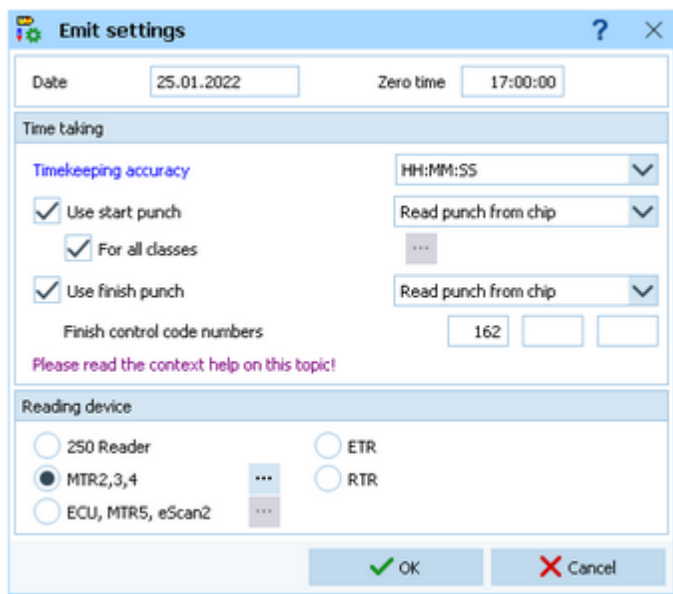 Emit settings ?
Date 25.01.2022 Zero time 17:00:00
Time taking
Timekeeping accuracy HH:MM:SS
Use start punch Read punch from chip
For all classes ...
Use finish punch Read punch from chip
Finish control code numbers 162
Please read the context help on this topic!
Reading device
250 Reader ETR
MTR2,3,4 ... RTR
ECU, MTR5, eScan2 ...
OK Cancel